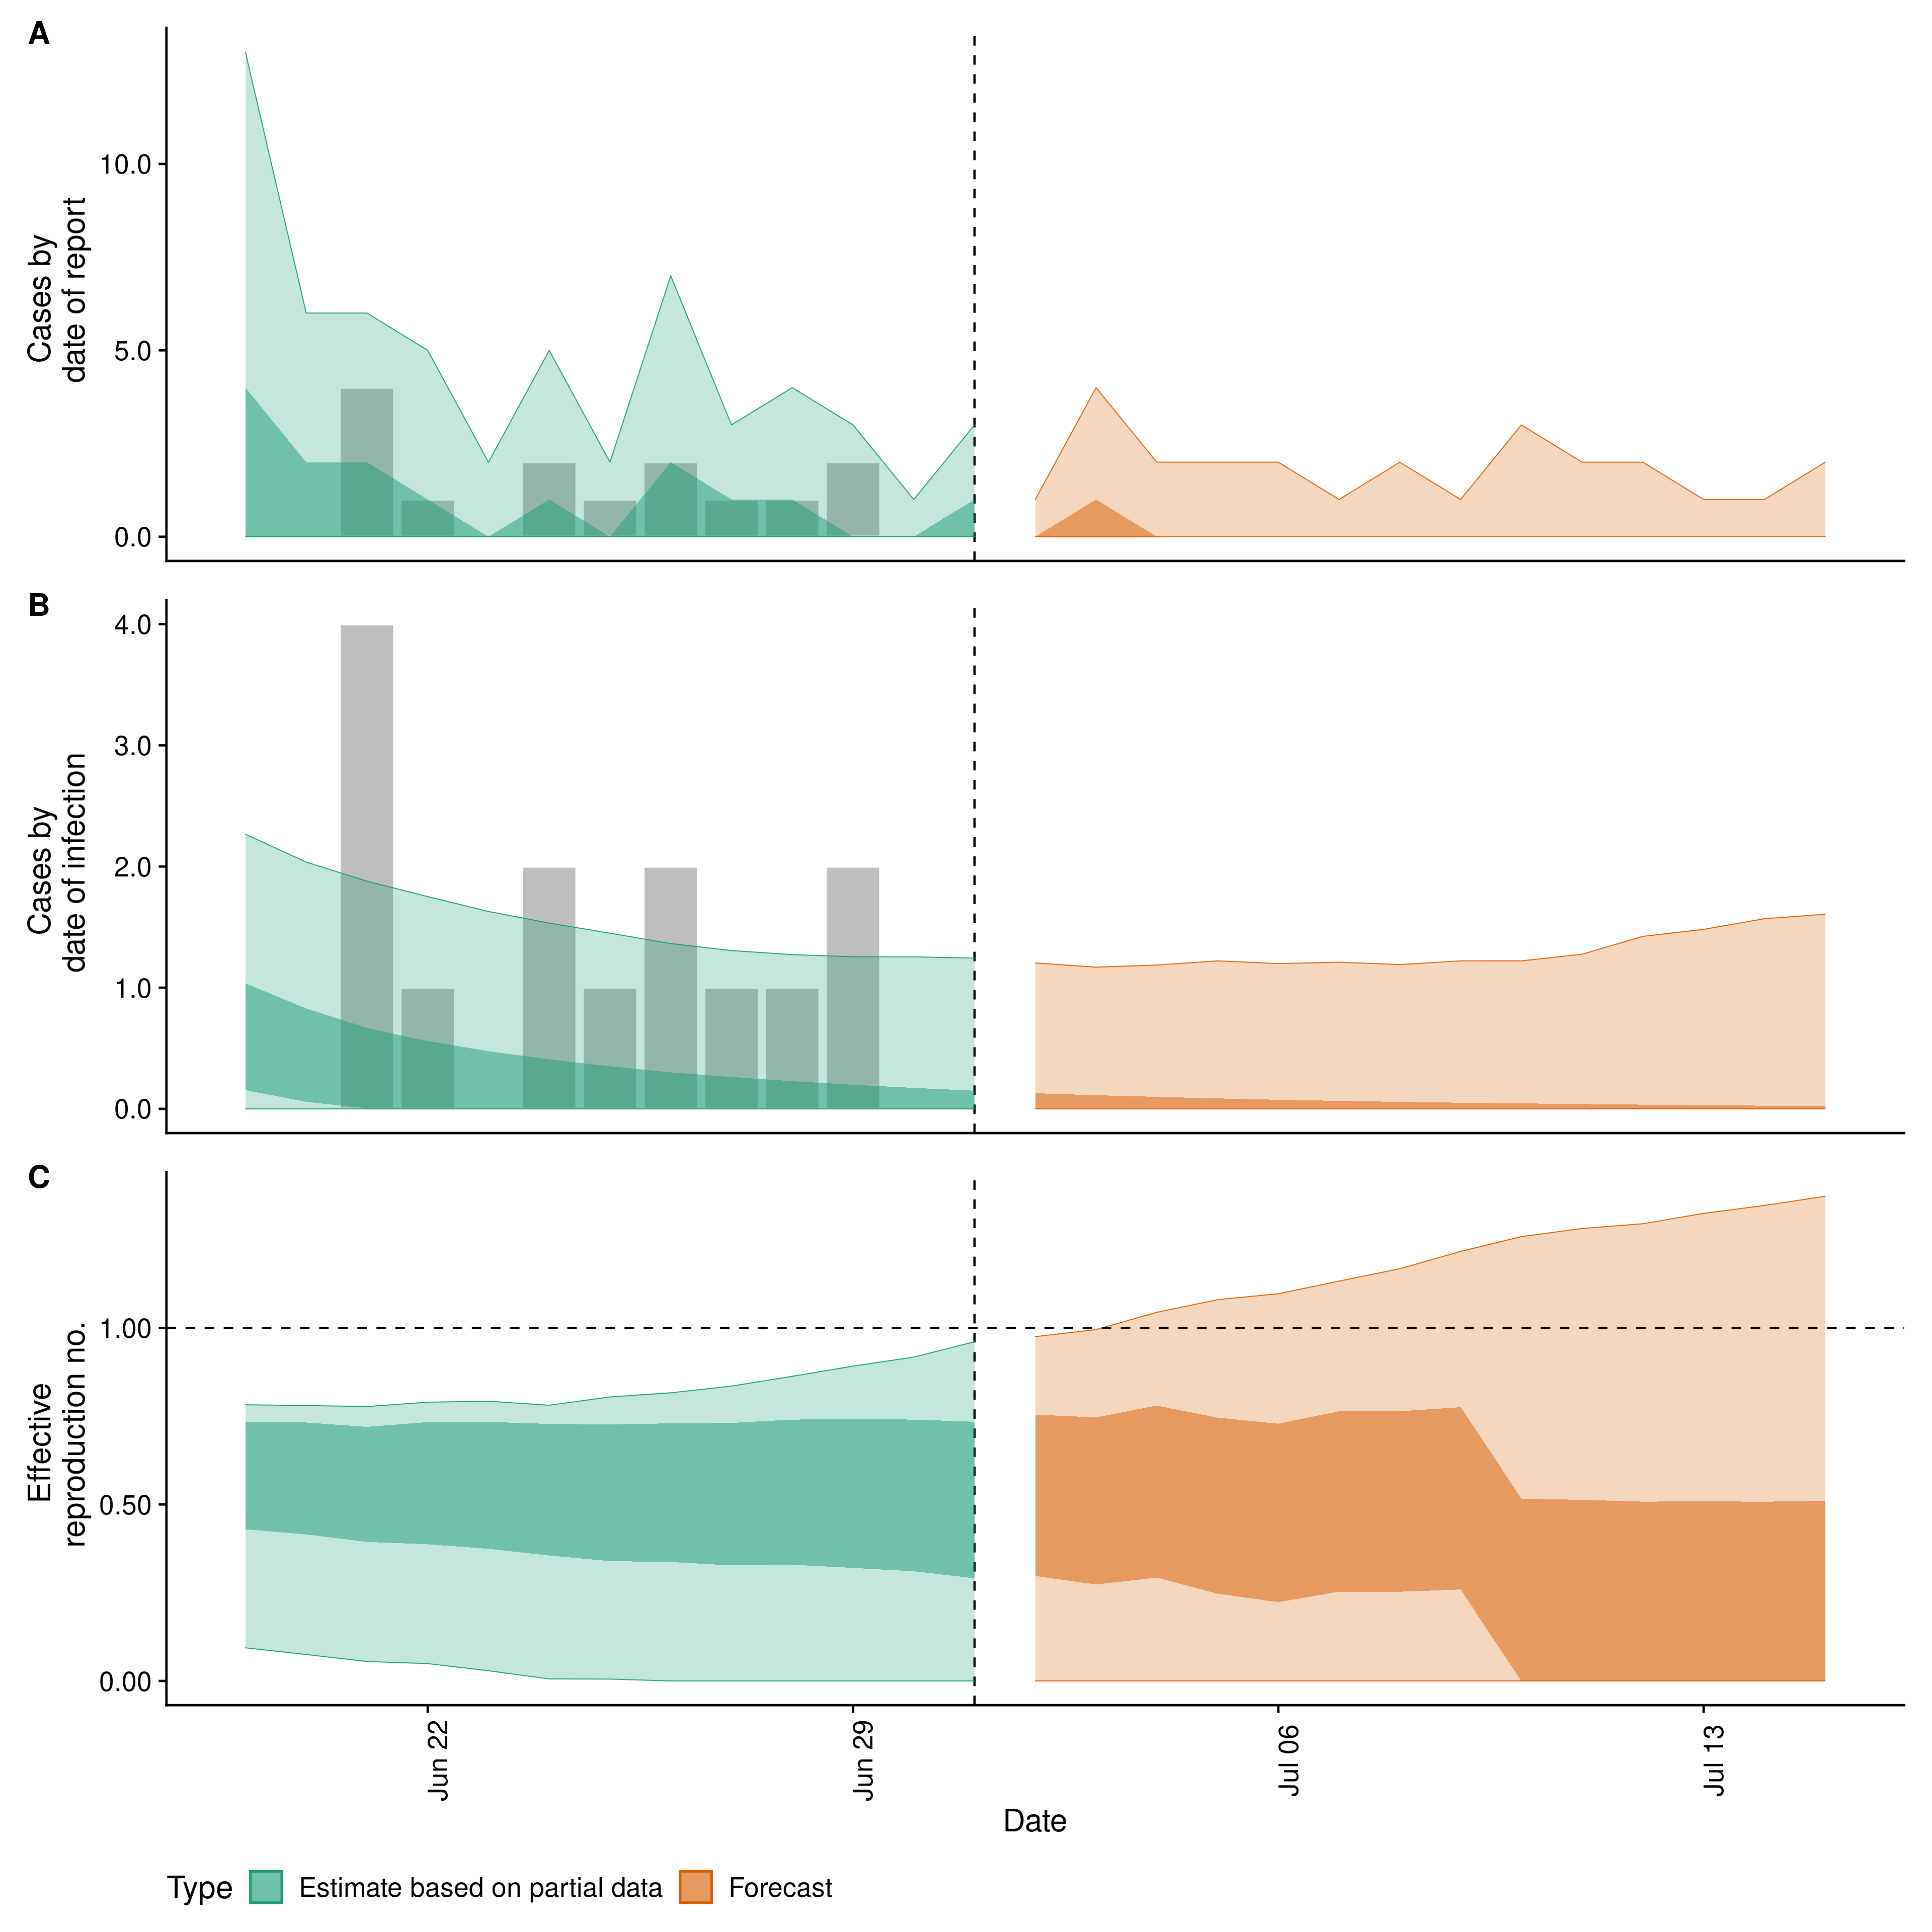 A
Cases by
date of report
10.0
5.0
0.0
B
Cases by
date of infection
4.0
3.0
2.0
1.0
0.0
C
Effective
reproduction no.
1.00
0.50
0.00
Jun 22
Jun 29
Jul 06
Jul 13
Date
Type
Estimate based on partial data
Forecast